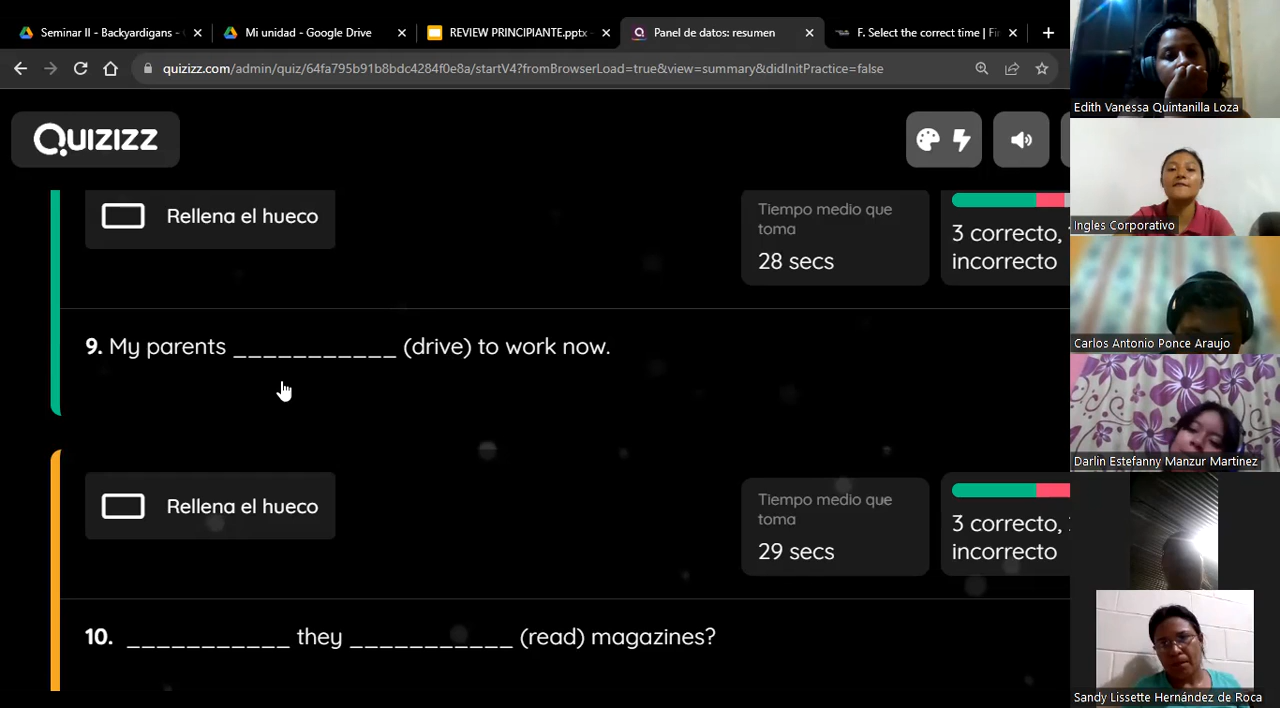 Seminar II - Backyardigans -
Mi unidad - Google Drive
REVIEW PRINCIPIANTE.pptx -
Panel de datos: resumen
F. Select the correct time | Fi
quizizz.com/admin/quiz/64fa795b91b8bdc4284f0e8a/startV4?fromBrowserLoad=true&view=summary&didInitPractice=false
QUIZIZZ
Rellena el hueco
Tiempo medio que
toma
28 secs
3 correcto,
incorrecto
9. My parents ___________ (drive) to work now.
Rellena el hueco
Tiempo medio que
toma
29 secs
3 correcto,
incorrecto
10. ___________ they ___________ (read) magazines?
Edith Vanessa Quintanilla Loza
Ingles Corporativo
Carlos Antonio Ponce Araujo
Darlin Estefanny Manzur Martinez
Sandy Lissette Hernández de Roca